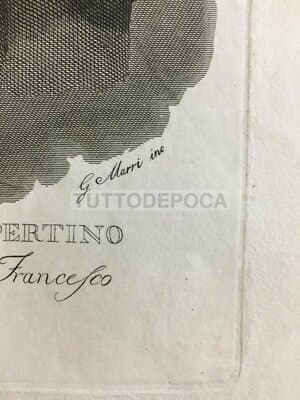 G Marri inc
TUTTODEPOCA
PERTINO
Francesco